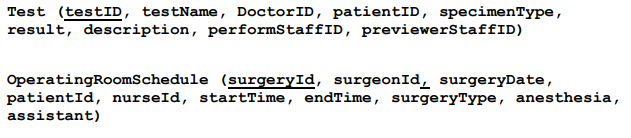 Test (testID, testName, DoctorID, patientID, specimenType,
result, description, performStaffID, previewerStaffID)
OperatingRoomSchedule (surgeryId, surgeonId, surgeryDate,
patientId, nurseId, startTime, endTime, surgeryType, anesthesia,
assistant)